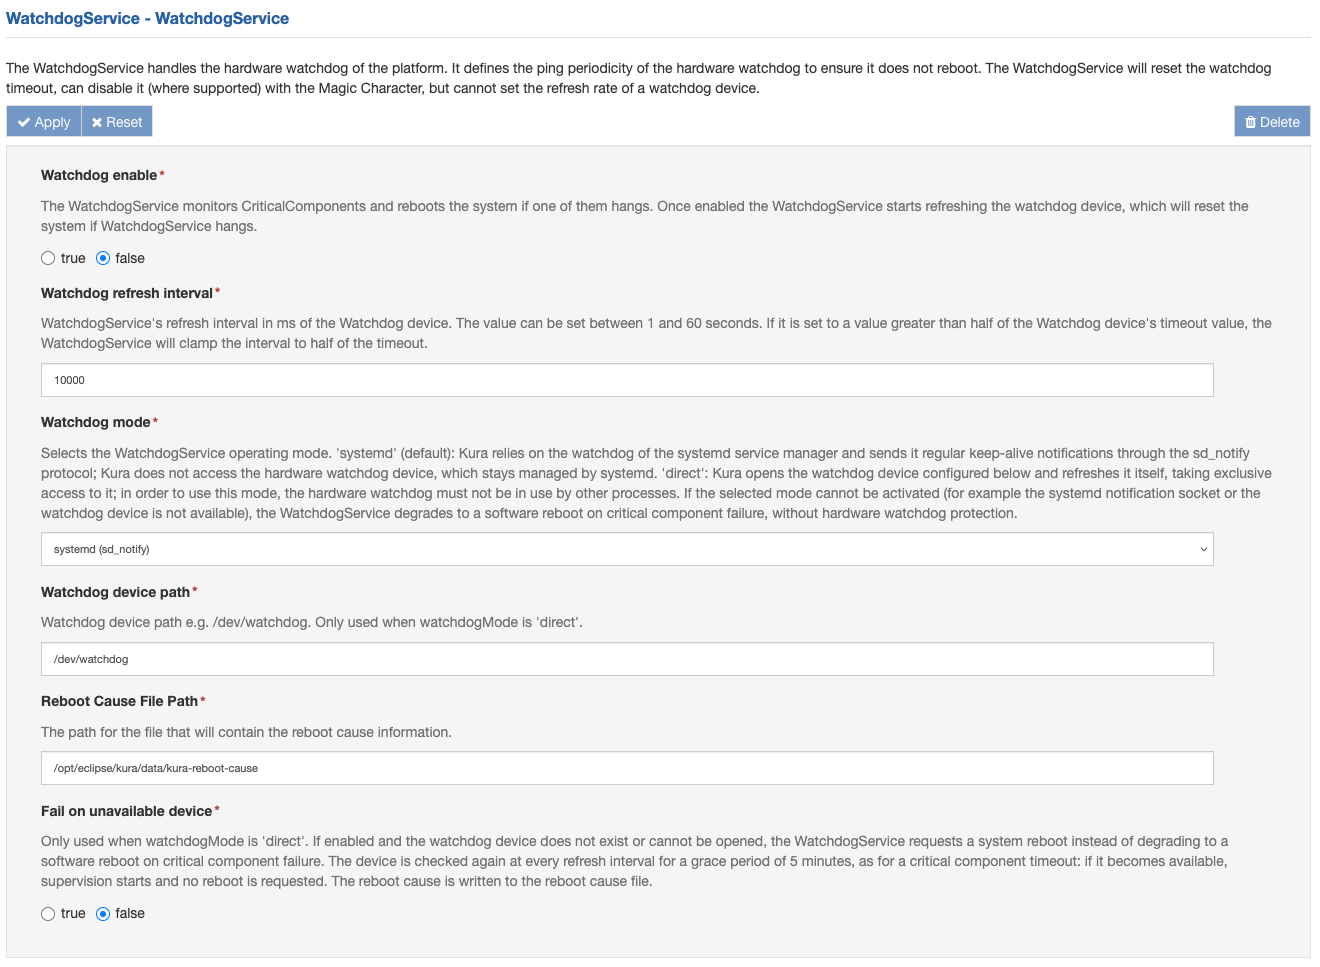 WatchdogService - WatchdogService
The WatchdogService handles the hardware watchdog of the platform. It defines the ping periodicity of the hardware watchdog to ensure it does not reboot. The WatchdogService will reset the watchdog
timeout, can disable it (where supported) with the Magic Character, but cannot set the refresh rate of a watchdog device.
Apply Reset Delete
Watchdog enable*
The WatchdogService monitors CriticalComponents and reboots the system if one of them hangs. Once enabled the WatchdogService starts refreshing the watchdog device, which will reset the
system if WatchdogService hangs.
true false
Watchdog refresh interval*
WatchdogService's refresh interval in ms of the Watchdog device. The value can be set between 1 and 60 seconds. If it is set to a value greater than half of the Watchdog device's timeout value, the
WatchdogService will clamp the interval to half of the timeout.
10000
Watchdog mode*
Selects the WatchdogService operating mode. 'systemd' (default): Kura relies on the watchdog of the systemd service manager and sends it regular keep-alive notifications through the sd_notify
protocol; Kura does not access the hardware watchdog device, which stays managed by systemd. 'direct': Kura opens the watchdog device configured below and refreshes it itself, taking exclusive
access to it; in order to use this mode, the hardware watchdog must not be in use by other processes. If the selected mode cannot be activated (for example the systemd notification socket or the
watchdog device is not available), the WatchdogService degrades to a software reboot on critical component failure, without hardware watchdog protection.
systemd (sd_notify)
Watchdog device path*
Watchdog device path e.g. /dev/watchdog. Only used when watchdogMode is 'direct'.
/dev/watchdog
Reboot Cause File Path*
The path for the file that will contain the reboot cause information.
/opt/eclipse/kura/data/kura-reboot-cause
Fail on unavailable device*
Only used when watchdogMode is 'direct'. If enabled and the watchdog device does not exist or cannot be opened, the WatchdogService requests a system reboot instead of degrading to a
software reboot on critical component failure. The device is checked again at every refresh interval for a grace period of 5 minutes, as for a critical component timeout: if it becomes available,
supervision starts and no reboot is requested. The reboot cause is written to the reboot cause file.
true false